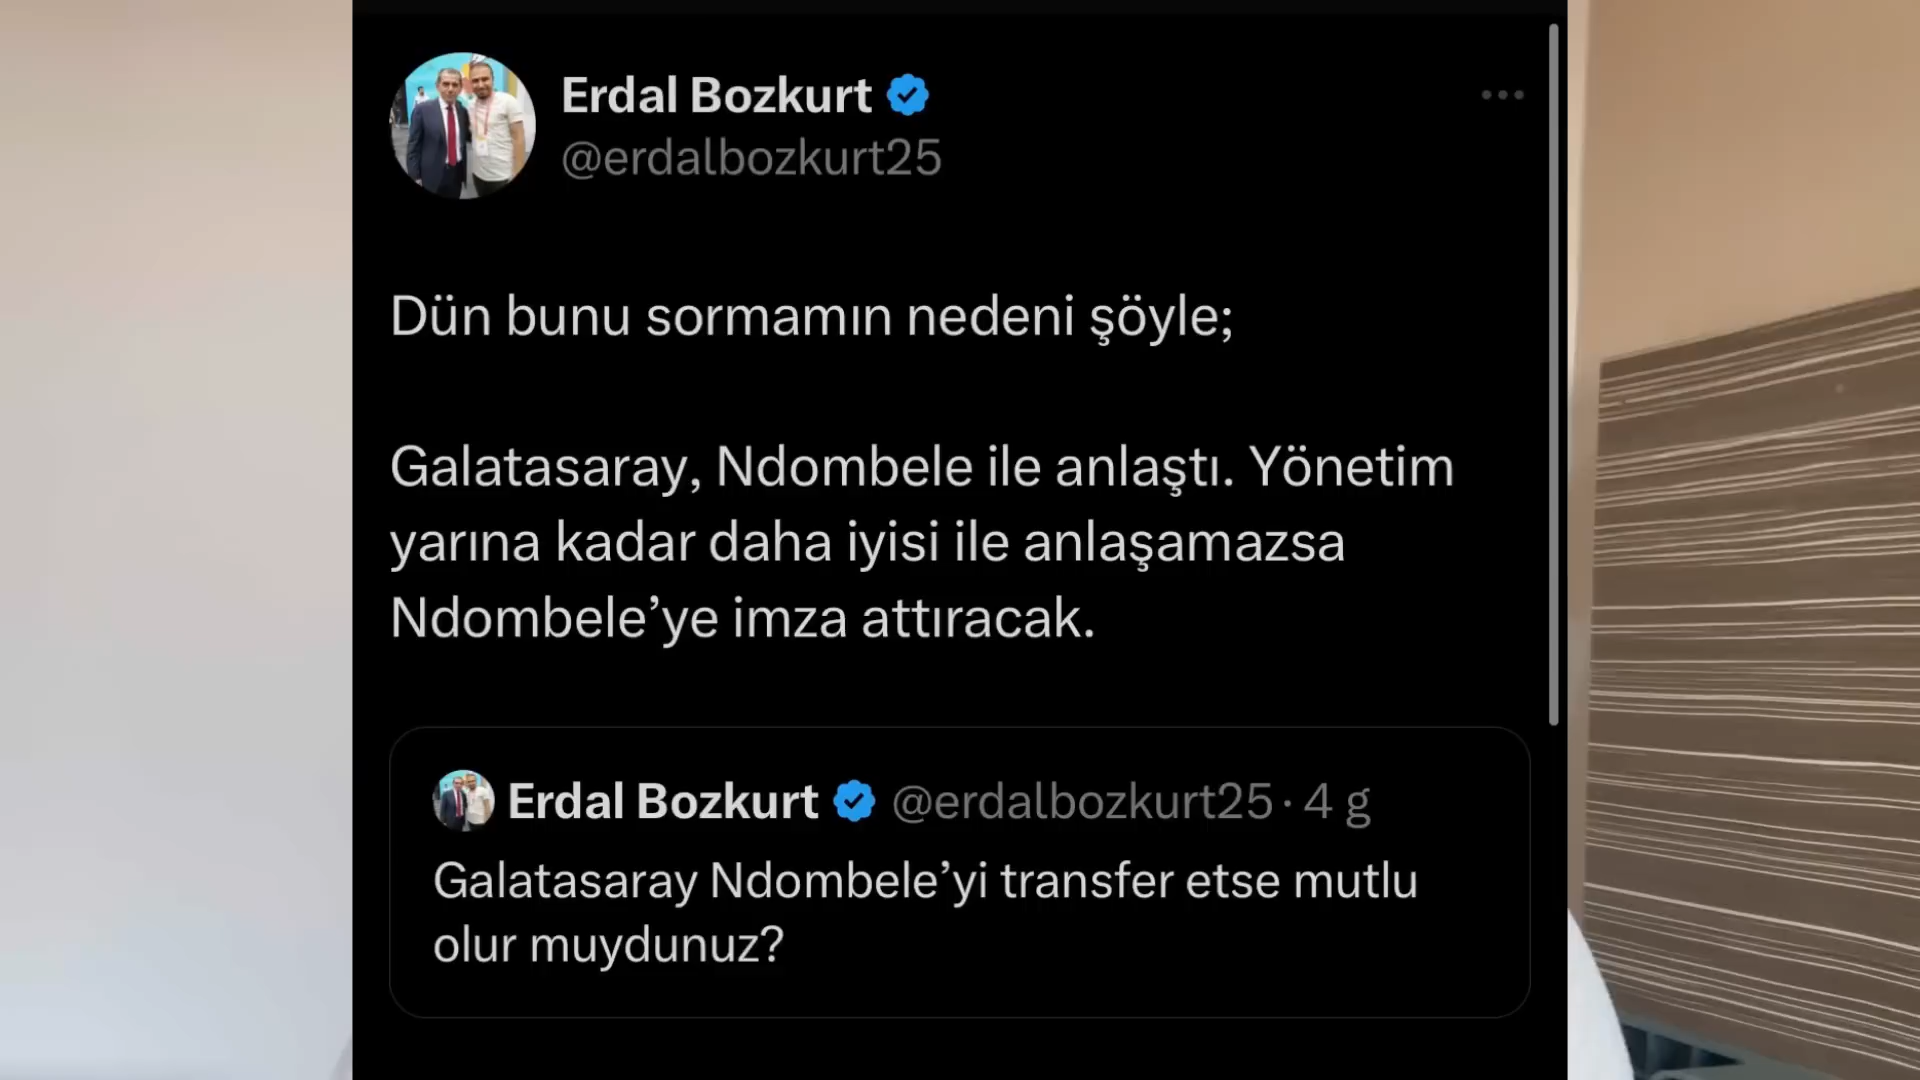 Erdal Bozkurt
@erdalbozkurt25
Dün bunu sormamın nedeni şöyle;
Galatasaray, Ndombele ile anlaştı. Yönetim
yarına kadar daha iyisi ile anlaşamazsa
Ndombele’ye imza attıracak.
Erdal Bozkurt @erdalbozkurt25 · 4 g
Galatasaray Ndombele’yi transfer etse mutlu
olur muydunuz?